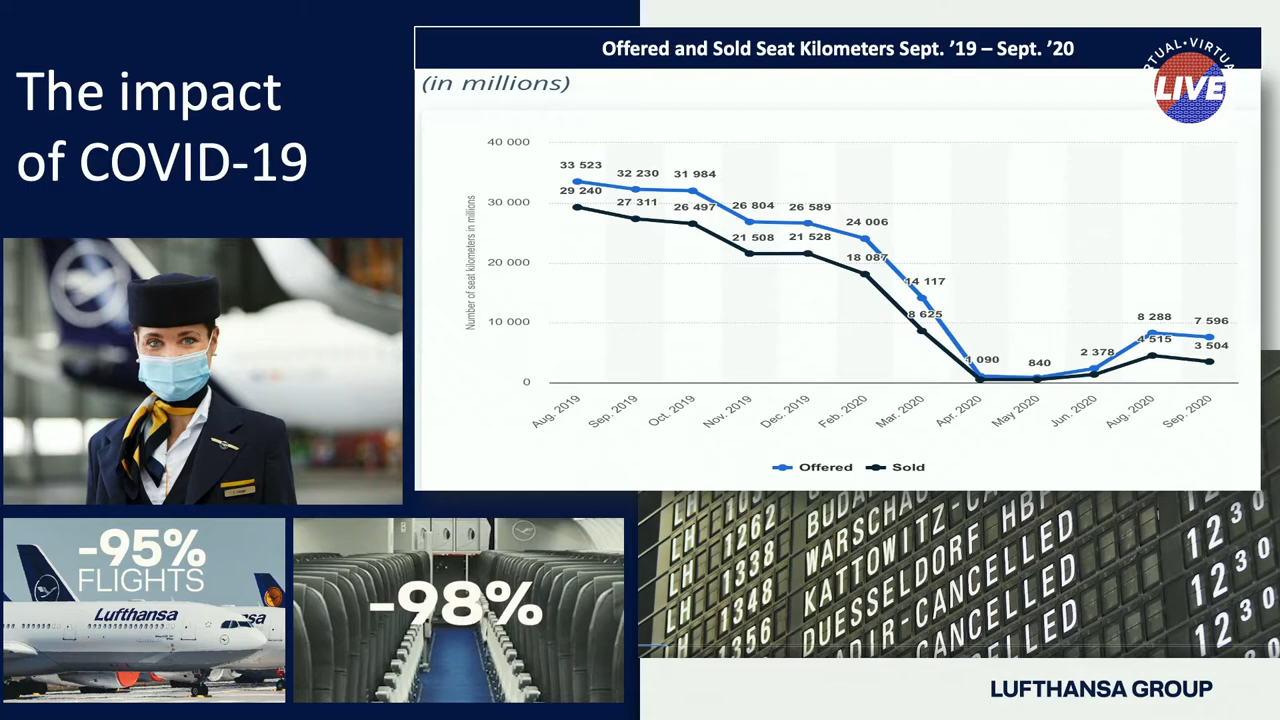 The impact
of COVID-19
Offered and Sold Seat Kilometers Sept. ’19 – Sept. ’20
(in millions)
VIRTUAL•VIRTUA
LIVE
Number of seat kilometers in millions
40 000
30 000
20 000
10 000
0
33 523
32 230
31 984
26 804
26 589
24 006
14 117
1 090
840
2 378
8 288
7 596
29 240
27 311
26 497
21 508
21 528
18 087
8 625
4 515
3 504
Aug. 2019
Sep. 2019
Oct. 2019
Nov. 2019
Dec. 2019
Feb. 2020
Mar. 2020
Apr. 2020
May 2020
Jun. 2020
Aug. 2020
Sep. 2020
Offered
Sold
-95%
FLIGHTS
Lufthansa
-98%
LH 1262 WARSCHAU
LH 1338 KATTOWITZ-CA
LH 1348 DUESSELDORF HBF
LH 1356 CANCELLED
CANCELLED
CANCELLED
1230
1230
1230
LUFTHANSA GROUP